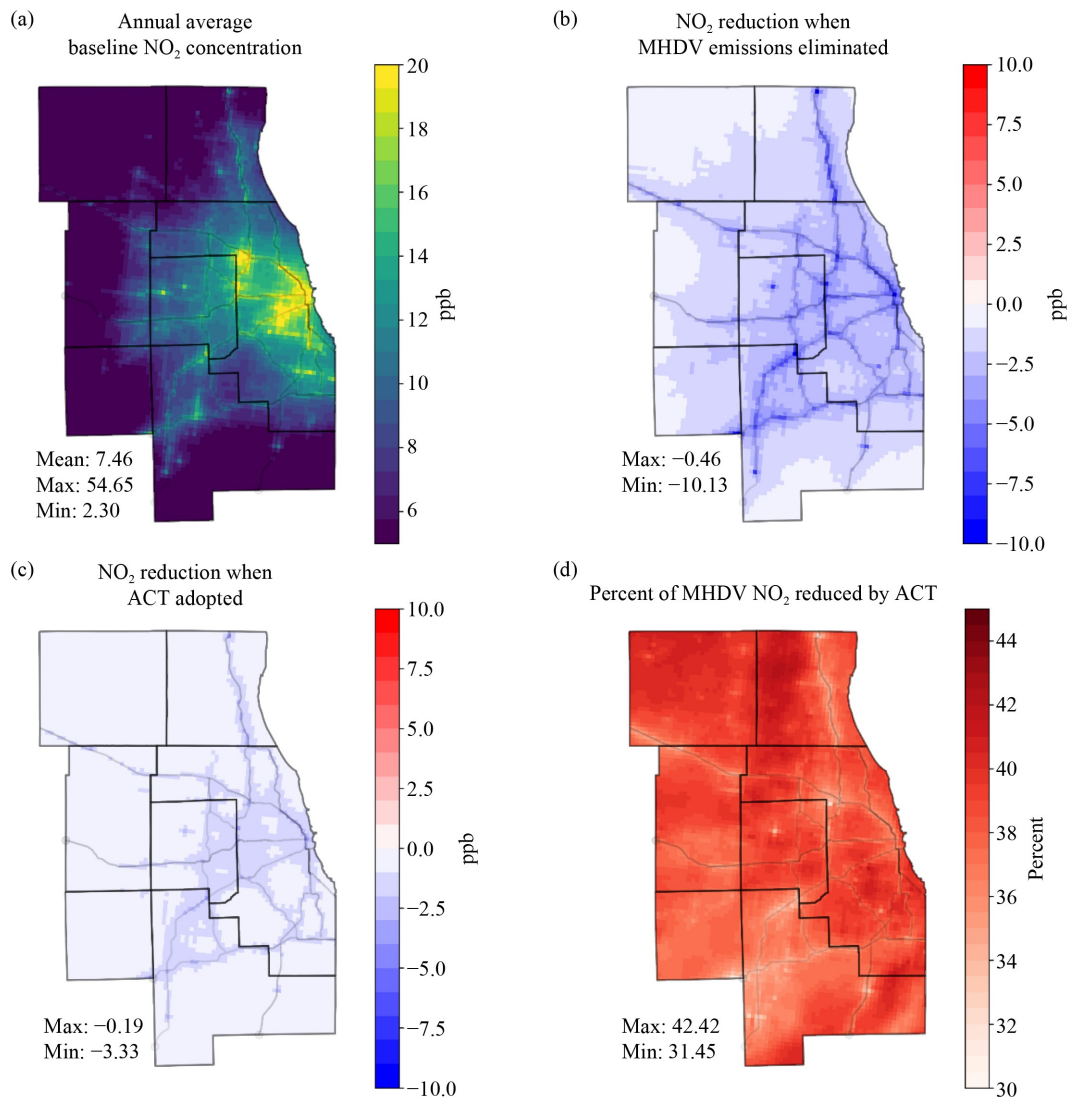 (a)
Annual average
baseline NO₂ concentration
20
18
16
14
12
10
8
6
ppb
Mean: 7.46
Max: 54.65
Min: 2.30
(b)
NO₂ reduction when
MHDV emissions eliminated
10.0
7.5
5.0
2.5
0.0
−2.5
−5.0
−7.5
−10.0
ppb
Max: −0.46
Min: −10.13
(c)
NO₂ reduction when
ACT adopted
10.0
7.5
5.0
2.5
0.0
−2.5
−5.0
−7.5
−10.0
ppb
Max: −0.19
Min: −3.33
(d)
Percent of MHDV NO₂ reduced by ACT
44
42
40
38
36
34
32
30
Percent
Max: 42.42
Min: 31.45